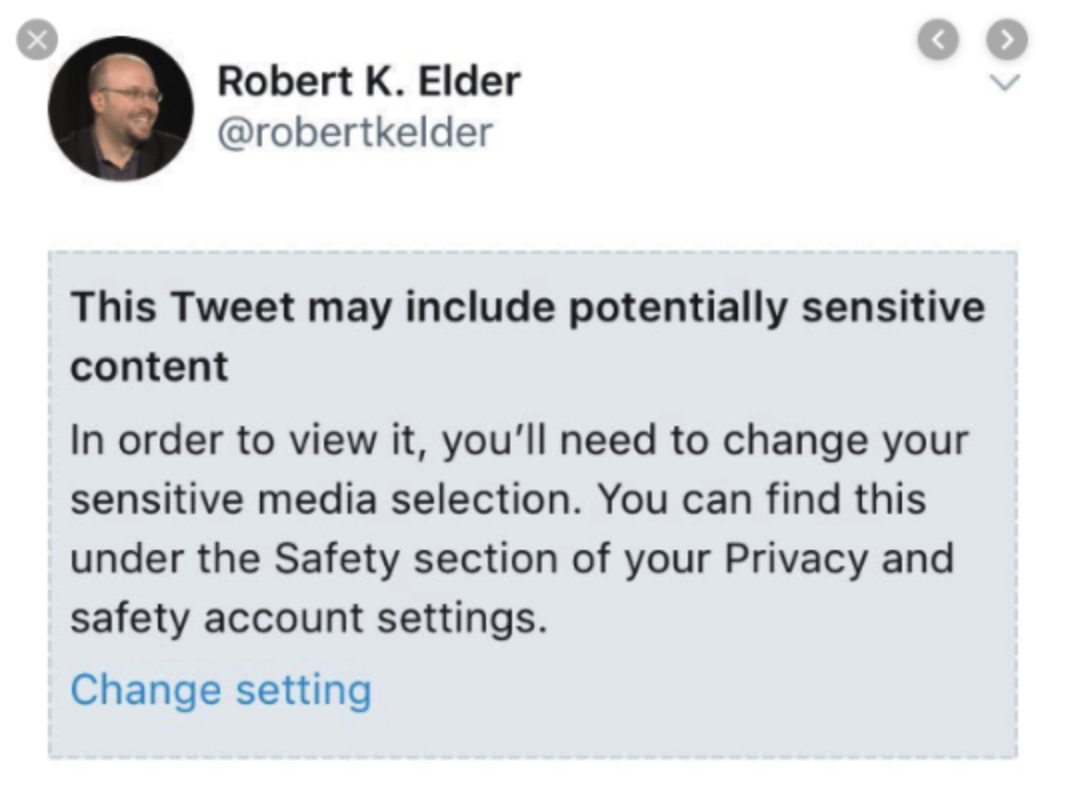 Robert K. Elder
@robertkelder
This Tweet may include potentially sensitive
content
In order to view it, you’ll need to change your
sensitive media selection. You can find this
under the Safety section of your Privacy and
safety account settings.
Change setting